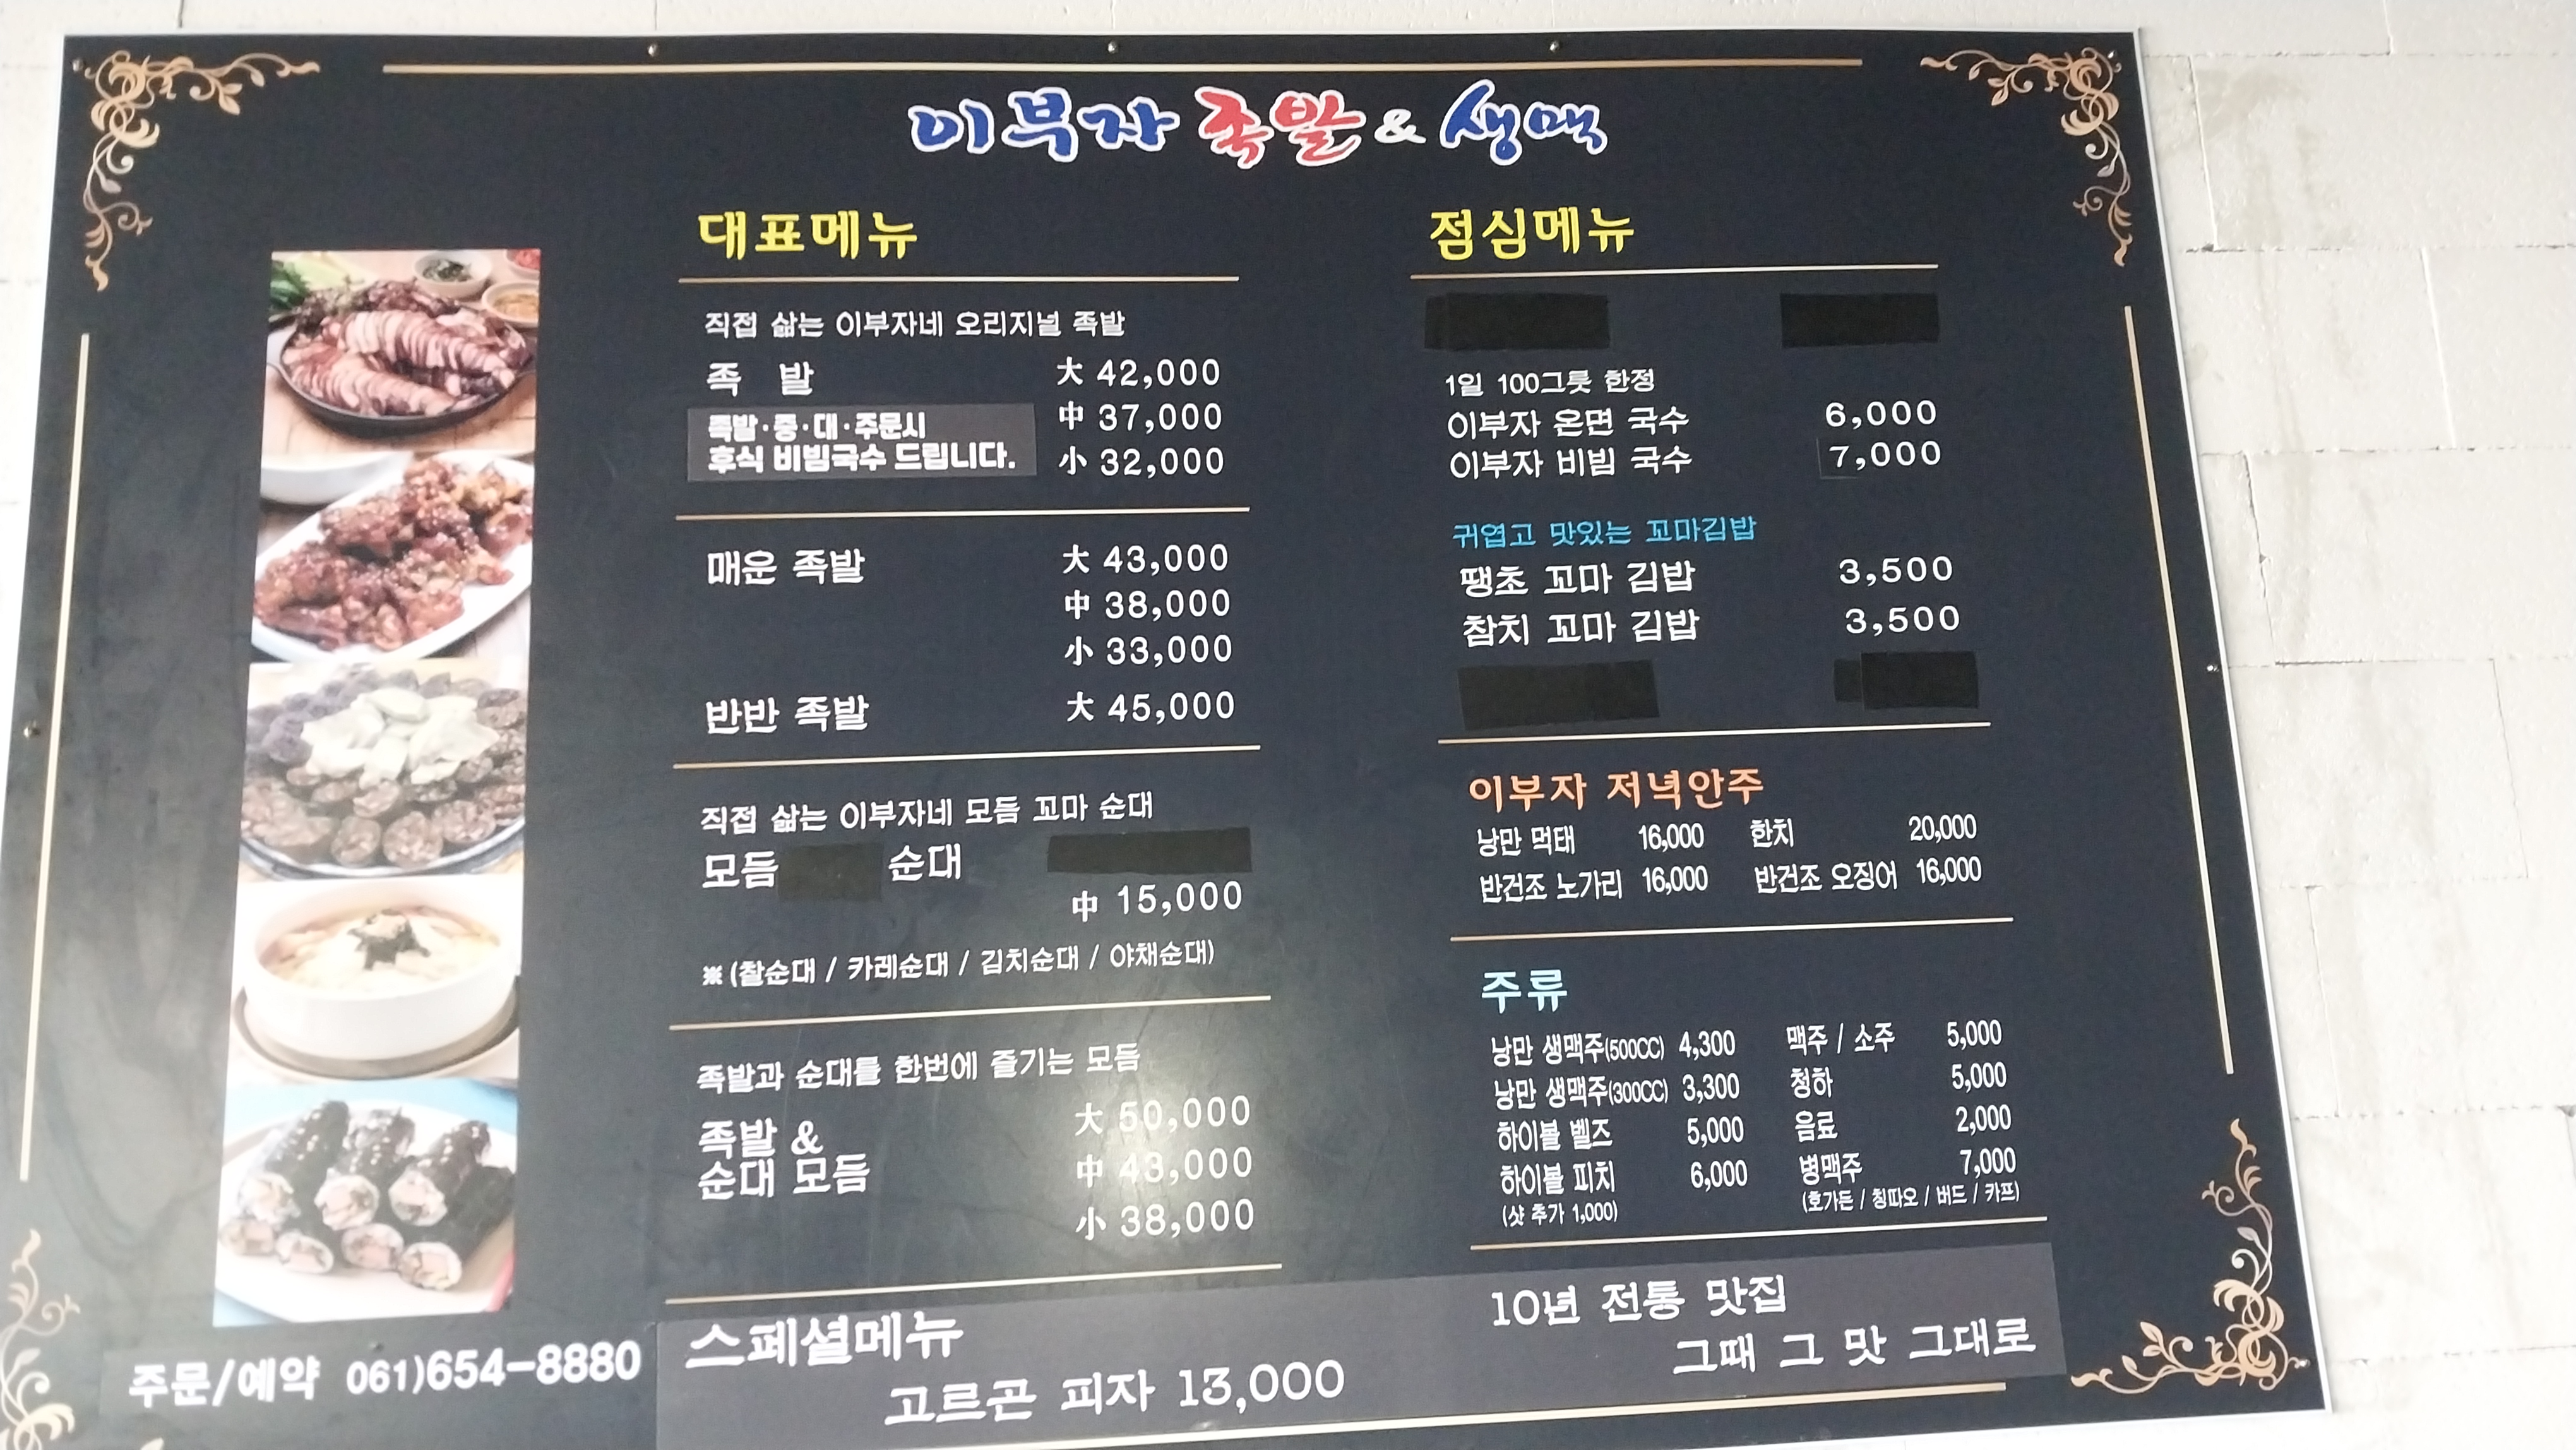 이부자 족발 & 생맥
대표메뉴
직접 삶는 이부자네 오리지널 족발
족 발 大 42,000
족발·중·대·주문시
후식 비빔국수 드립니다.
中 37,000
小 32,000
매운 족발 大 43,000
中 38,000
小 33,000
반반 족발 大 45,000
직접 삶는 이부자네 모듬 꼬마 순대
모듬 순대
中 15,000
※ (찰순대 / 카레순대 / 김치순대 / 야채순대)
족발과 순대를 한번에 즐기는 모듬
족발 &
순대 모듬
大 50,000
中 43,000
小 38,000
점심메뉴
1일 100그릇 한정
이부자 온면 국수 6,000
이부자 비빔 국수 7,000
귀엽고 맛있는 꼬마김밥
땡초 꼬마 김밥 3,500
참치 꼬마 김밥 3,500
이부자 저녁안주
낭만 먹태 16,000 한치 20,000
반건조 노가리 16,000 반건조 오징어 16,000
주류
낭만 생맥주(500CC) 4,300 맥주 / 소주 5,000
낭만 생맥주(300CC) 3,300 청하 5,000
하이볼 벨즈 5,000 음료 2,000
하이볼 피치 6,000 병맥주 7,000
(샷 추가 1,000) (호가든 / 칭따오 / 버드 / 카프)
주문/예약 061)654-8880
스페셜메뉴
고르곤 피자 13,000
10년 전통 맛집
그때 그 맛 그대로